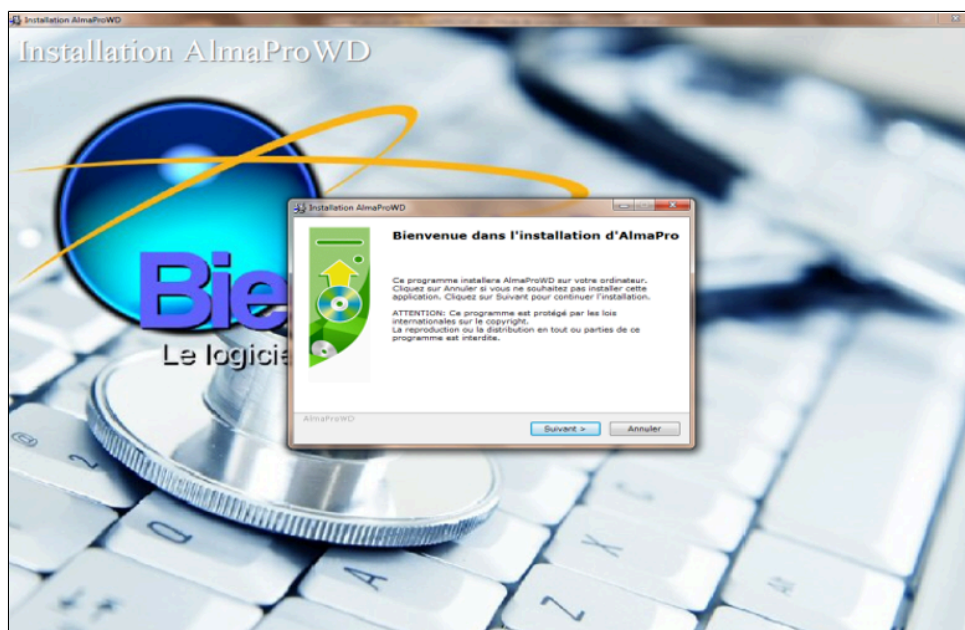 Installation AlmaProWD
Installation AlmaProWD
Bie
Le logicie
Installation AlmaProWD
Bienvenue dans l'installation d'AlmaPro
Ce programme installera AlmaProWD sur votre ordinateur.
Cliquez sur Annuler si vous ne souhaitez pas installer cette
application. Cliquez sur Suivant pour continuer l'installation.
ATTENTION: Ce programme est protégé par les lois
internationales sur le copyright.
La reproduction ou la distribution en tout ou parties de ce
programme est interdite.
AlmaProWD
Suivant >
Annuler
@
2
Q
A
Z
X